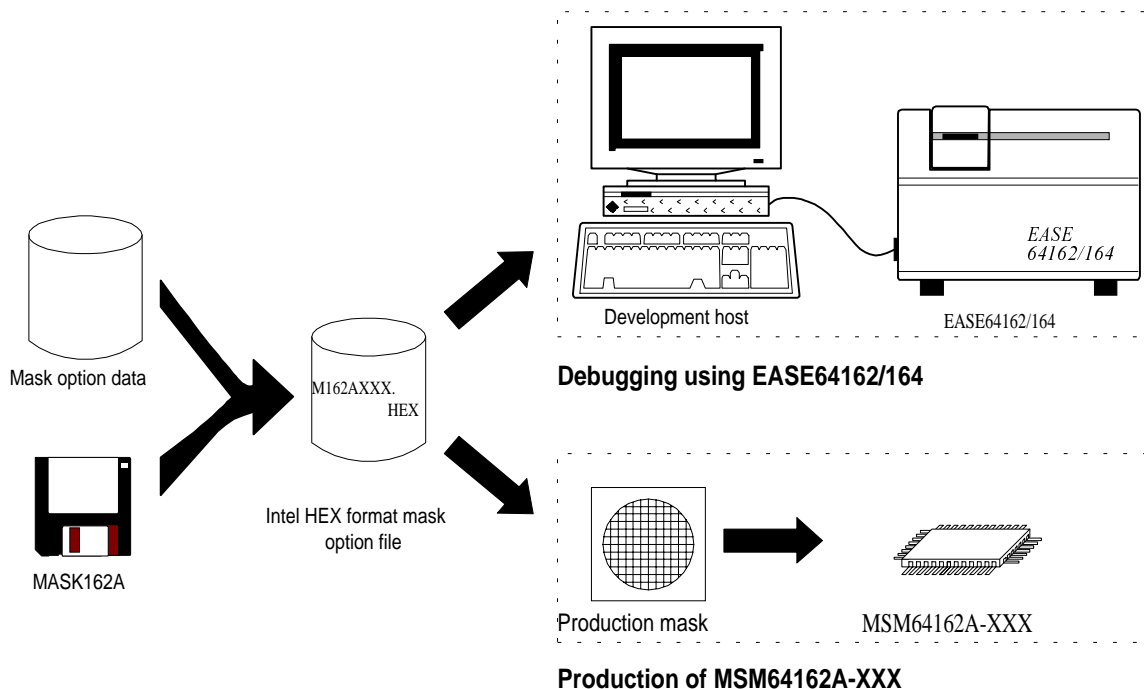 Mask option data
MASK162A
M162AXXX.
HEX
Intel HEX format mask
option file
EASE
64162/164
Development host
EASE64162/164
Debugging using EASE64162/164
Production mask
MSM64162A-XXX
Production of MSM64162A-XXX